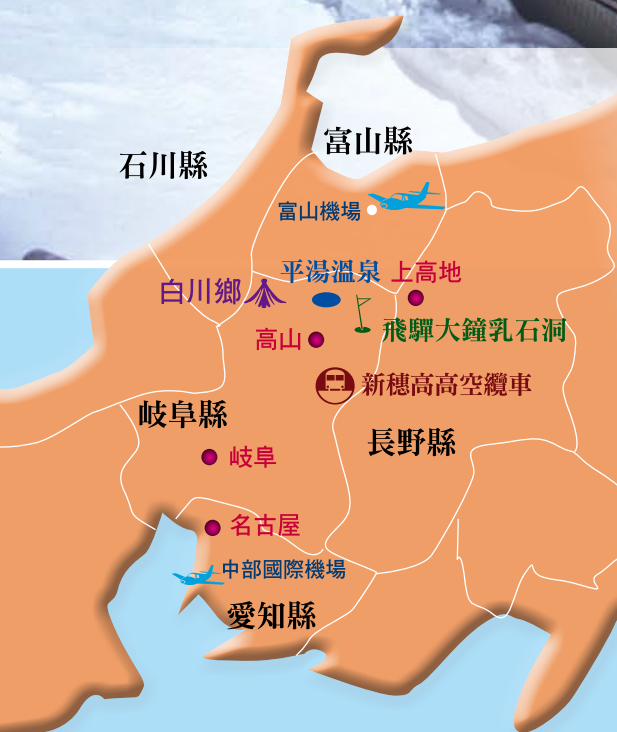 富山縣
石川縣
富山機場
平湯溫泉
上高地
白川鄉
飛驒大鐘乳石洞
高山
新穗高高空纜車
岐阜縣
長野縣
岐阜
名古屋
中部國際機場
愛知縣